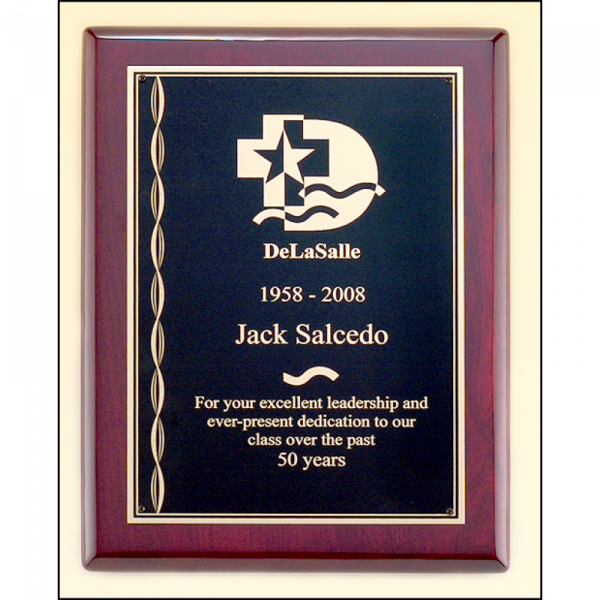 DeLaSalle
1958 - 2008
Jack Salcedo
For your excellent leadership and
ever-present dedication to our
class over the past
50 years